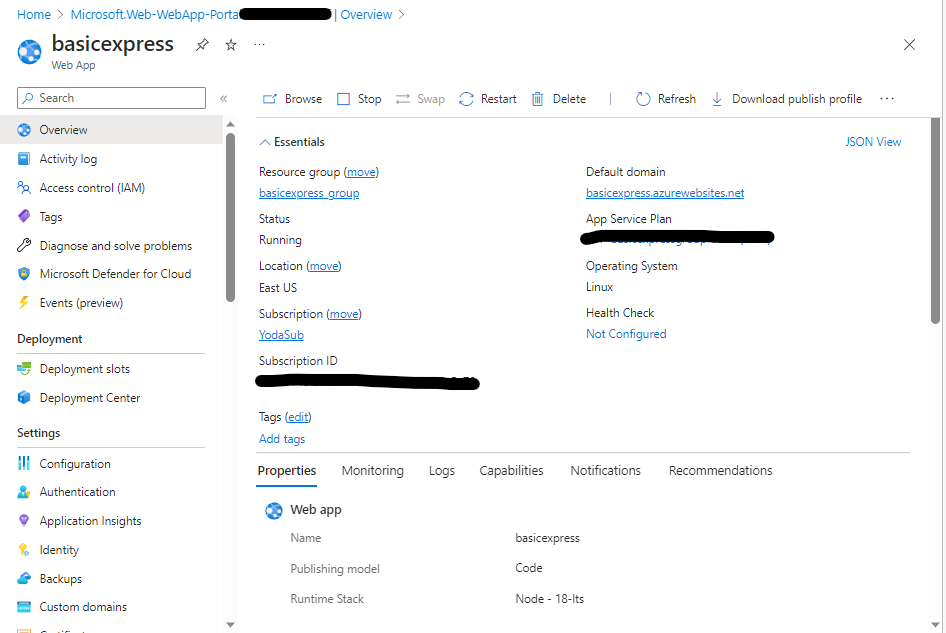 Home > Microsoft.Web-WebApp-Porta | Overview >
basicexpress
Web App
Search
Overview
Activity log
Access control (IAM)
Tags
Diagnose and solve problems
Microsoft Defender for Cloud
Events (preview)
Deployment
Deployment slots
Deployment Center
Settings
Configuration
Authentication
Application Insights
Identity
Backups
Custom domains
Browse Stop Swap Restart Delete | Refresh Download publish profile
Essentials JSON View
Resource group (move)
basicexpress_group
Status
Running
Location (move)
East US
Subscription (move)
YodaSub
Subscription ID
Default domain
basicexpress.azurewebsites.net
App Service Plan
Operating System
Linux
Health Check
Not Configured
Tags (edit)
Add tags
Properties Monitoring Logs Capabilities Notifications Recommendations
Web app
Name basicexpress
Publishing model Code
Runtime Stack Node - 18-lts